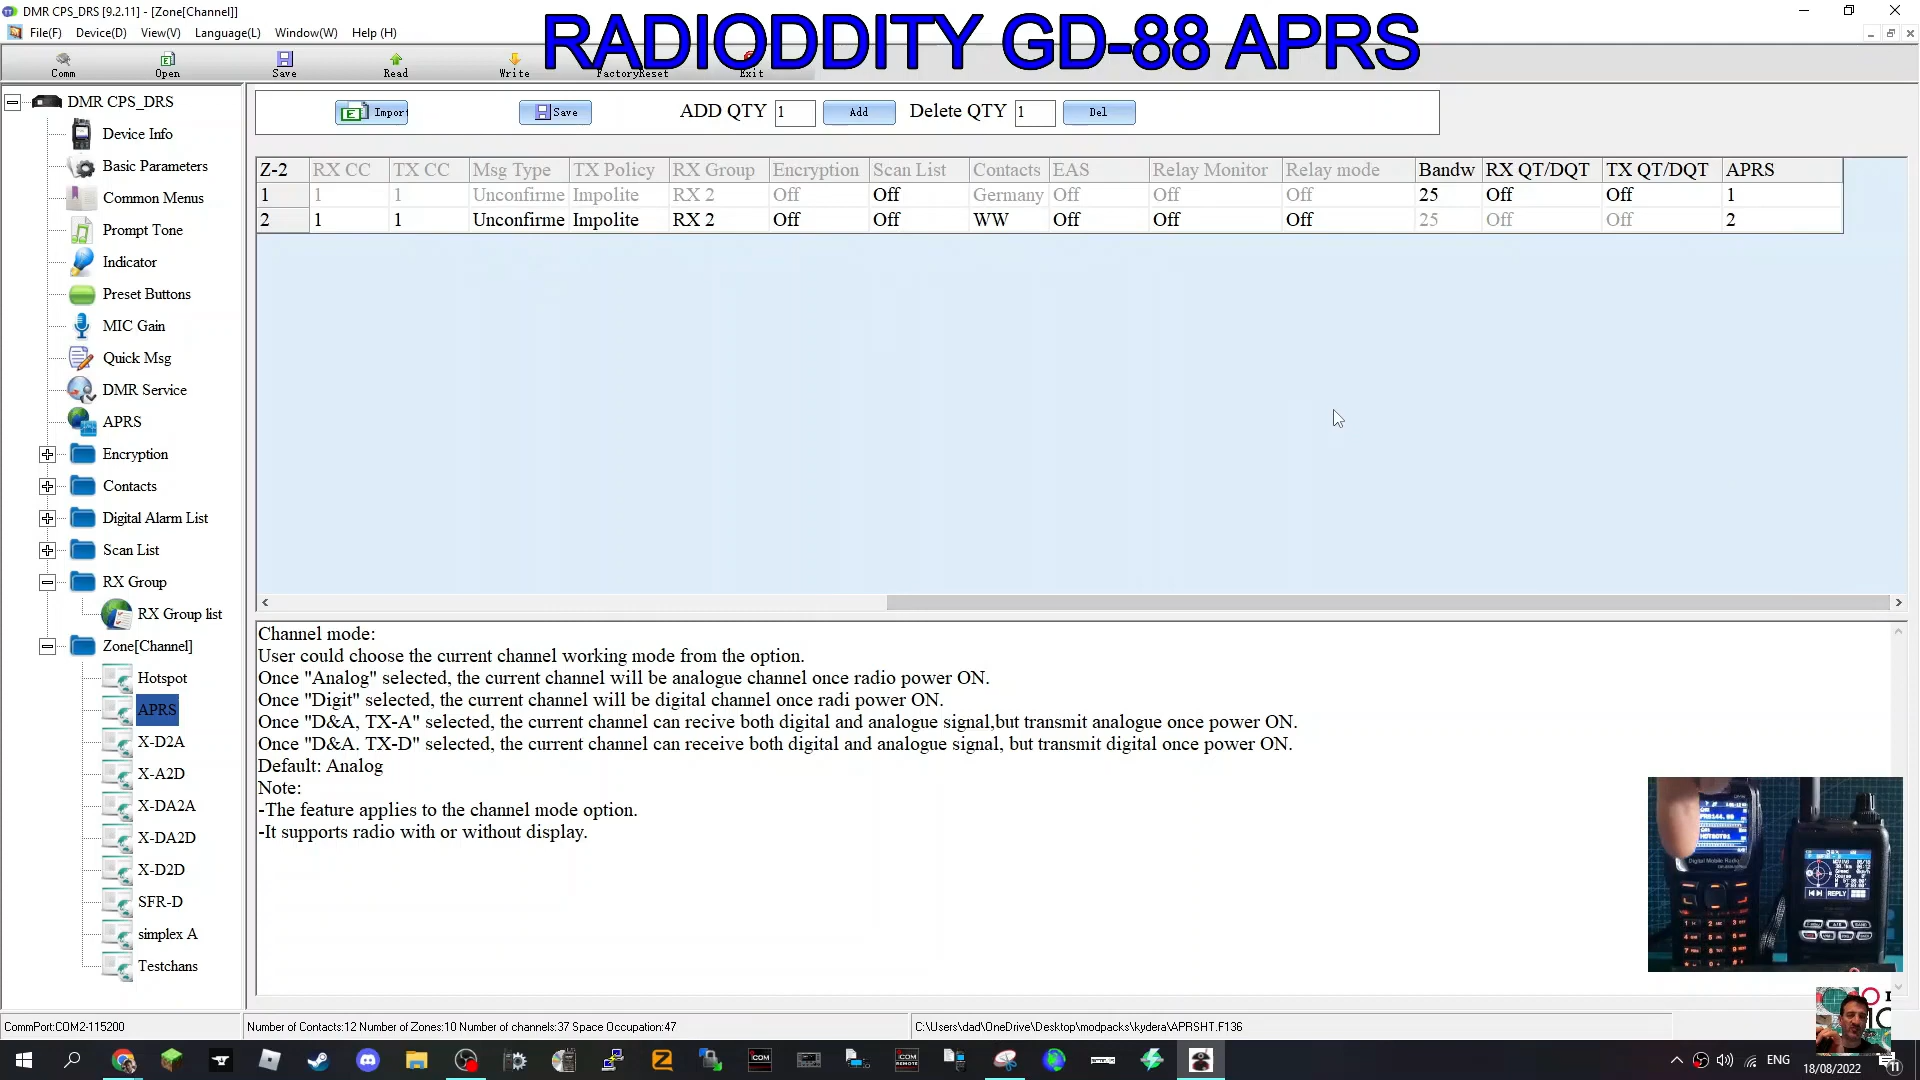 DMR CPS_DRS [9.2.11] - [Zone[Channel]]
RADIODDITY GD-88 APRS
File(F) Device(D) View(V) Language(L) Window(W) Help (H)
Comm Open Save Read Write FactoryReset Exit
DMR CPS_DRS
Device Info
Basic Parameters
Common Menus
Prompt Tone
Indicator
Preset Buttons
MIC Gain
Quick Msg
DMR Service
APRS
Encryption
Contacts
Digital Alarm List
Scan List
RX Group
RX Group list
Zone[Channel]
Hotspot
APRS
X-D2A
X-A2D
X-DA2A
X-DA2D
X-D2D
SFR-D
simplex A
Testchans
Import Save ADD QTY 1 Add Delete QTY 1 Del
Z-2 RX CC TX CC Msg Type TX Policy RX Group Encryption Scan List Contacts EAS Relay Monitor Relay mode Bandw RX QT/DQT TX QT/DQT APRS
1 1 1 Unconfirme Impolite RX 2 Off Off Germany Off Off Off 25 Off Off 1
2 1 1 Unconfirme Impolite RX 2 Off Off WW Off Off Off 25 Off Off 2
Channel mode:
User could choose the current channel working mode from the option.
Once "Analog" selected, the current channel will be analogue channel once radio power ON.
Once "Digit" selected, the current channel will be digital channel once radi power ON.
Once "D&A, TX-A" selected, the current channel can recive both digital and analogue signal,but transmit analogue once power ON.
Once "D&A. TX-D" selected, the current channel can receive both digital and analogue signal, but transmit digital once power ON.
Default: Analog
Note:
-The feature applies to the channel mode option.
-It supports radio with or without display.
Digital Mobile Radio
REPLY
CommPort:COM2-115200 Number of Contacts:12 Number of Zones:10 Number of channels:37 Space Occupation:47 C:\Users\dad\OneDrive\Desktop\modpacks\kydera\APRSHT.F136
ENG
18/08/2022
11